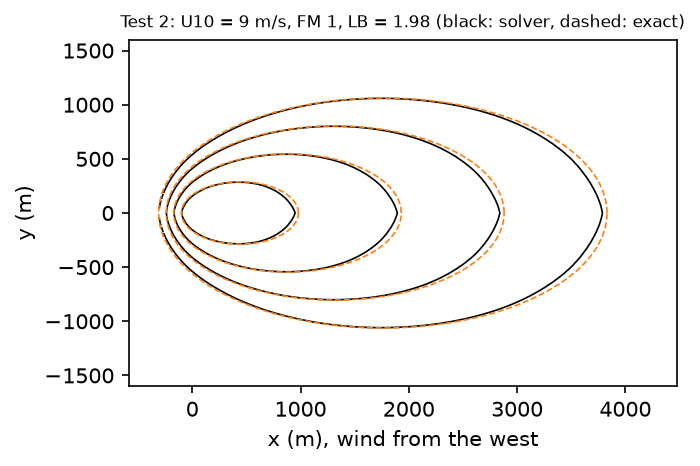 Test 2: U10 = 9 m/s, FM 1, LB = 1.98 (black: solver, dashed: exact)
1500
1000
500
0
−500
−1000
−1500
y (m)
0 1000 2000 3000 4000
x (m), wind from the west